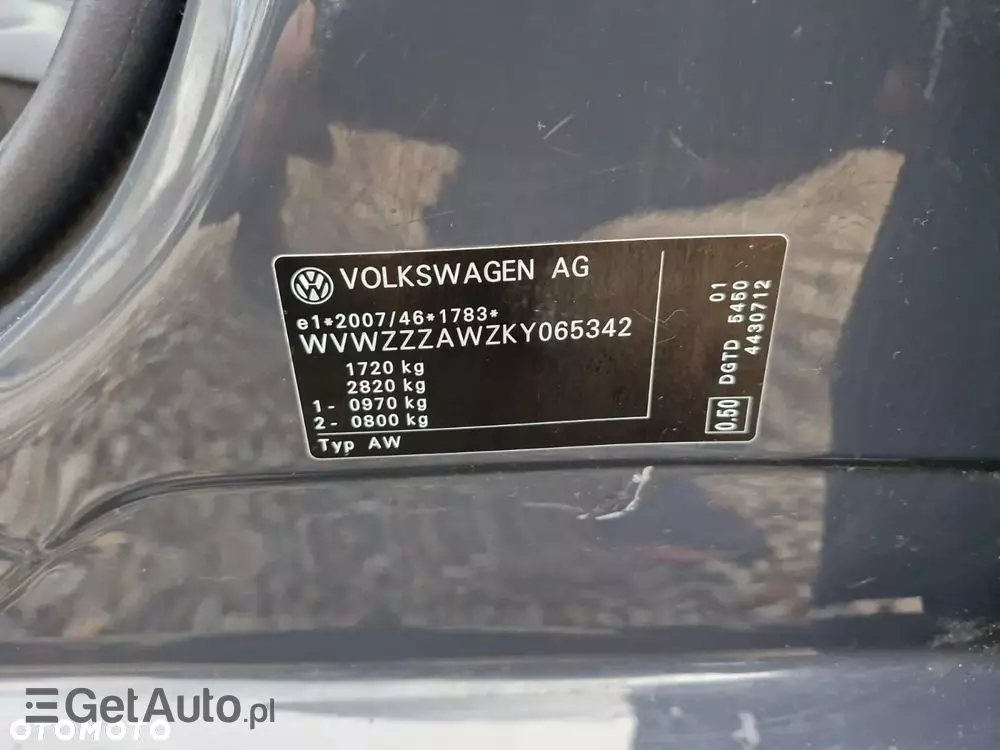 VOLKSWAGEN AG
e1*2007/46*1783*
WVWZZZAWZKY065342
1720 kg
2820 kg
1- 0970 kg
2- 0800 kg
Typ AW
01
DGTD 5450
4430712
0.50
GetAuto.pl
OTOMOTO